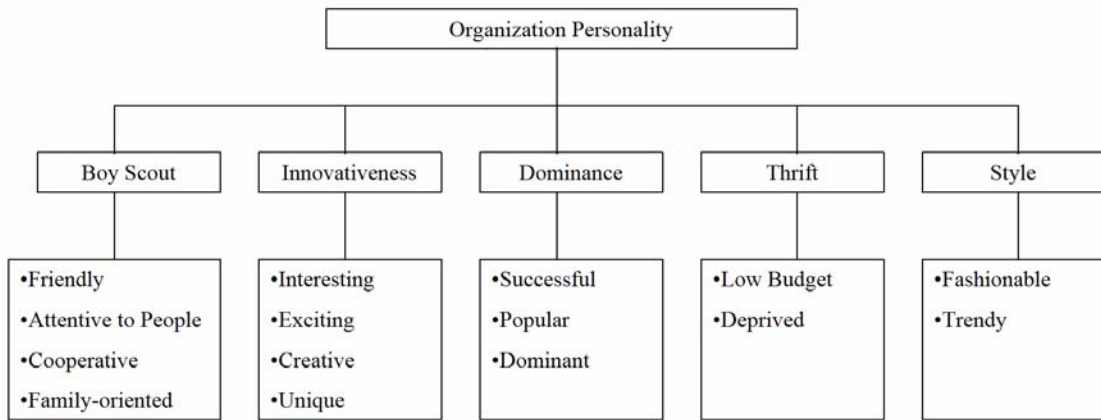 Organization Personality
Boy Scout
Innovativeness
Dominance
Thrift
Style
•Friendly
•Attentive to People
•Cooperative
•Family-oriented
•Interesting
•Exciting
•Creative
•Unique
•Successful
•Popular
•Dominant
•Low Budget
•Deprived
•Fashionable
•Trendy